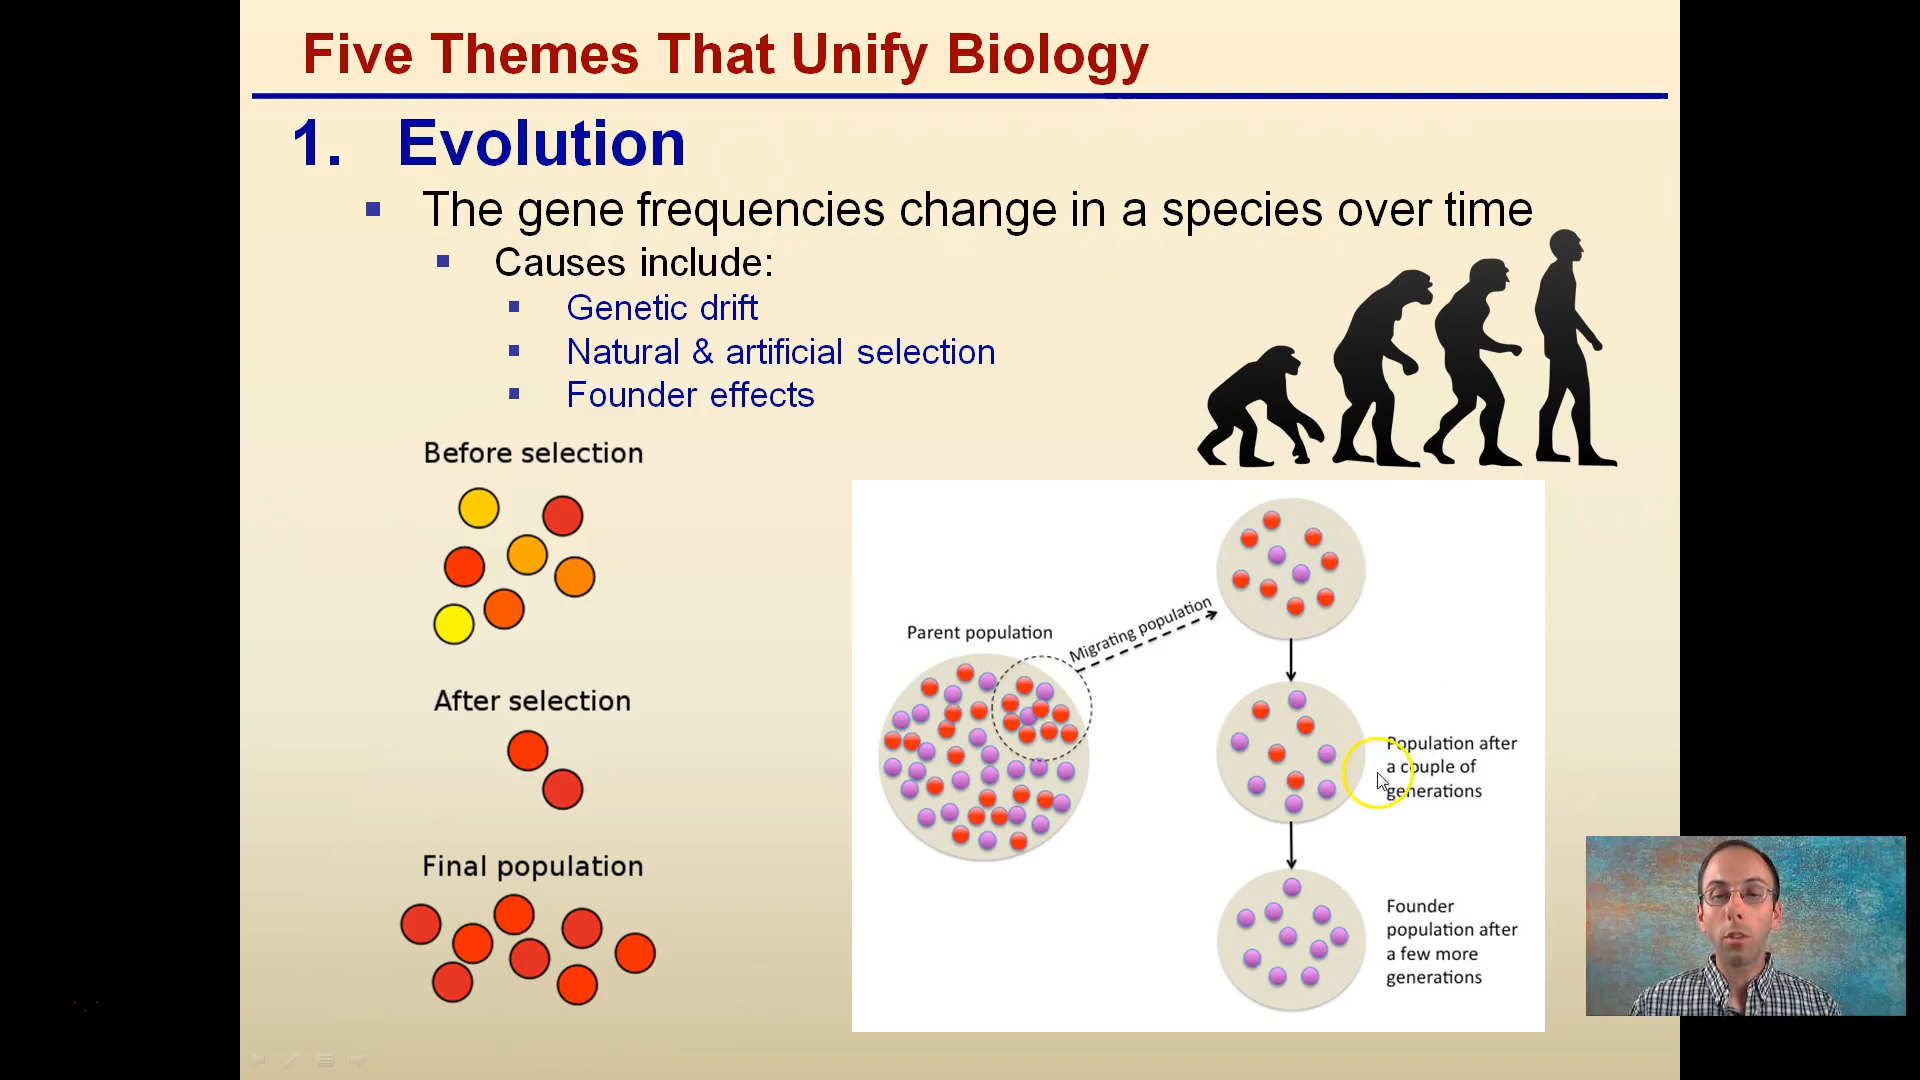 Five Themes That Unify Biology
1. Evolution
The gene frequencies change in a species over time
Causes include:
Genetic drift
Natural & artificial selection
Founder effects
Before selection
After selection
Final population
Parent population
Migrating population
Population after
a couple of
generations
Founder
population after
a few more
generations